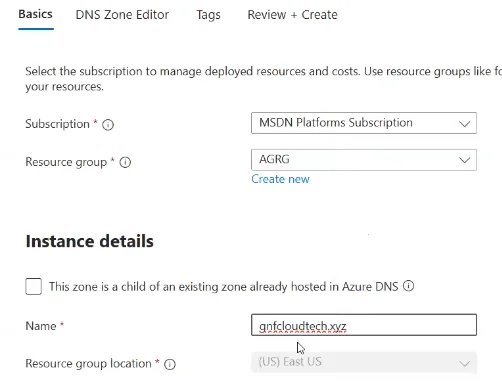 Basics DNS Zone Editor Tags Review + Create
Select the subscription to manage deployed resources and costs. Use resource groups like fo
your resources.
Subscription * MSDN Platforms Subscription
Resource group * AGRG
Create new
Instance details
This zone is a child of an existing zone already hosted in Azure DNS
Name * gnfcloudtech.xyz
Resource group location * (US) East US